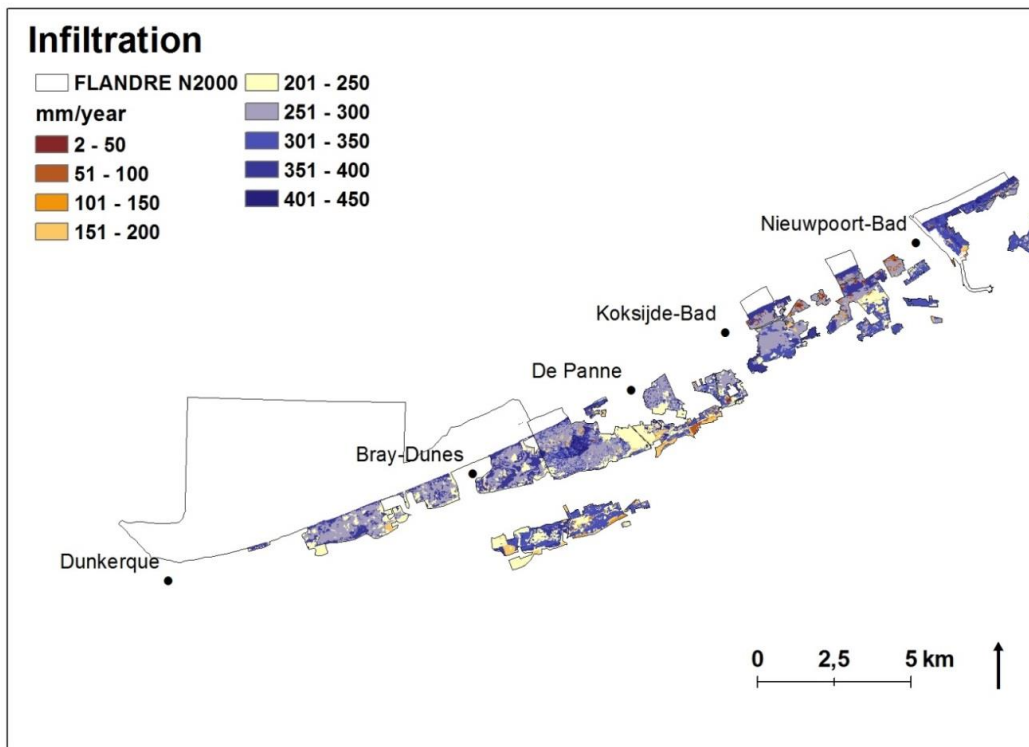 Infiltration
FLANDRE N2000
mm/year
2 - 50
51 - 100
101 - 150
151 - 200
201 - 250
251 - 300
301 - 350
351 - 400
401 - 450
Nieuwpoort-Bad
Koksijde-Bad
De Panne
Bray-Dunes
Dunkerque
0 2,5 5 km